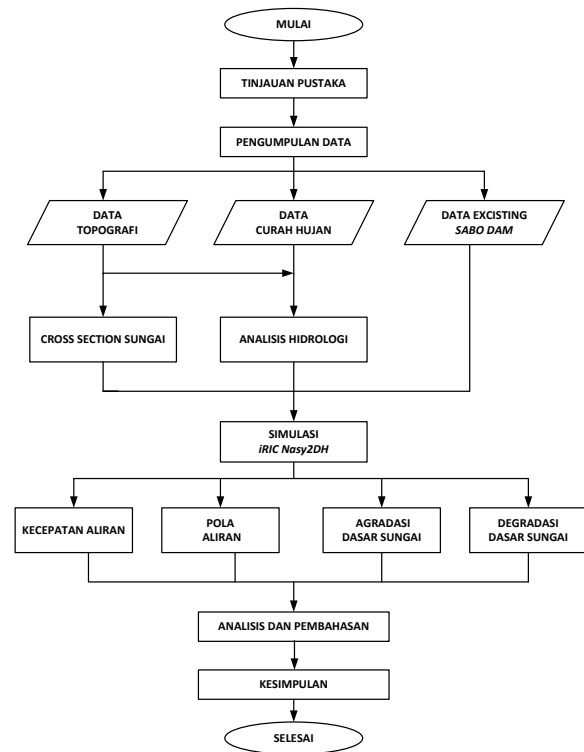 MULAI
TINJAUAN PUSTAKA
PENGUMPULAN DATA
DATA
TOPOGRAFI
DATA
CURAH HUJAN
DATA EXCISTING
SABO DAM
CROSS SECTION SUNGAI
ANALISIS HIDROLOGI
SIMULASI
iRIC Nasy2DH
KECEPATAN ALIRAN
POLA
ALIRAN
AGRADASI
DASAR SUNGAI
DEGRADASI
DASAR SUNGAI
ANALISIS DAN PEMBAHASAN
KESIMPULAN
SELESAI